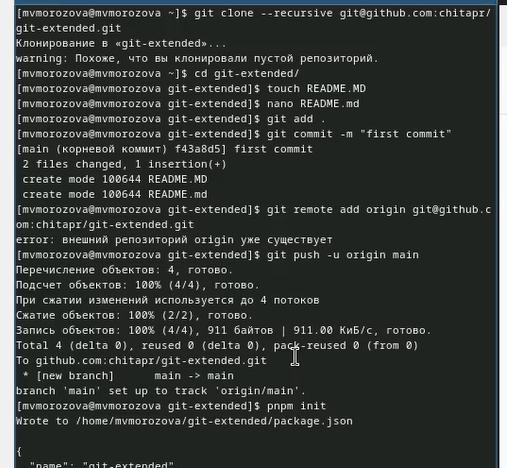 [mvmorozova@mvmorozova ~]$ git clone --recursive git@github.com:chitapr/
git-extended.git
Клонирование в «git-extended»...
warning: Похоже, что вы клонировали пустой репозиторий.
[mvmorozova@mvmorozova ~]$ cd git-extended/
[mvmorozova@mvmorozova git-extended]$ touch README.MD
[mvmorozova@mvmorozova git-extended]$ nano README.md
[mvmorozova@mvmorozova git-extended]$ git add .
[mvmorozova@mvmorozova git-extended]$ git commit -m "first commit"
[main (корневой коммит) f43a8d5] first commit
 2 files changed, 1 insertion(+)
 create mode 100644 README.MD
 create mode 100644 README.md
[mvmorozova@mvmorozova git-extended]$ git remote add origin git@github.c
om:chitapr/git-extended.git
error: внешний репозиторий origin уже существует
[mvmorozova@mvmorozova git-extended]$ git push -u origin main
Перечисление объектов: 4, готово.
Подсчет объектов: 100% (4/4), готово.
При сжатии изменений используется до 4 потоков
Сжатие объектов: 100% (2/2), готово.
Запись объектов: 100% (4/4), 911 байтов | 911.00 КиБ/с, готово.
Total 4 (delta 0), reused 0 (delta 0), pack-reused 0 (from 0)
To github.com:chitapr/git-extended.git
 * [new branch]      main -> main
branch 'main' set up to track 'origin/main'.
[mvmorozova@mvmorozova git-extended]$ pnpm init
Wrote to /home/mvmorozova/git-extended/package.json
{
  "name": "git-extended"